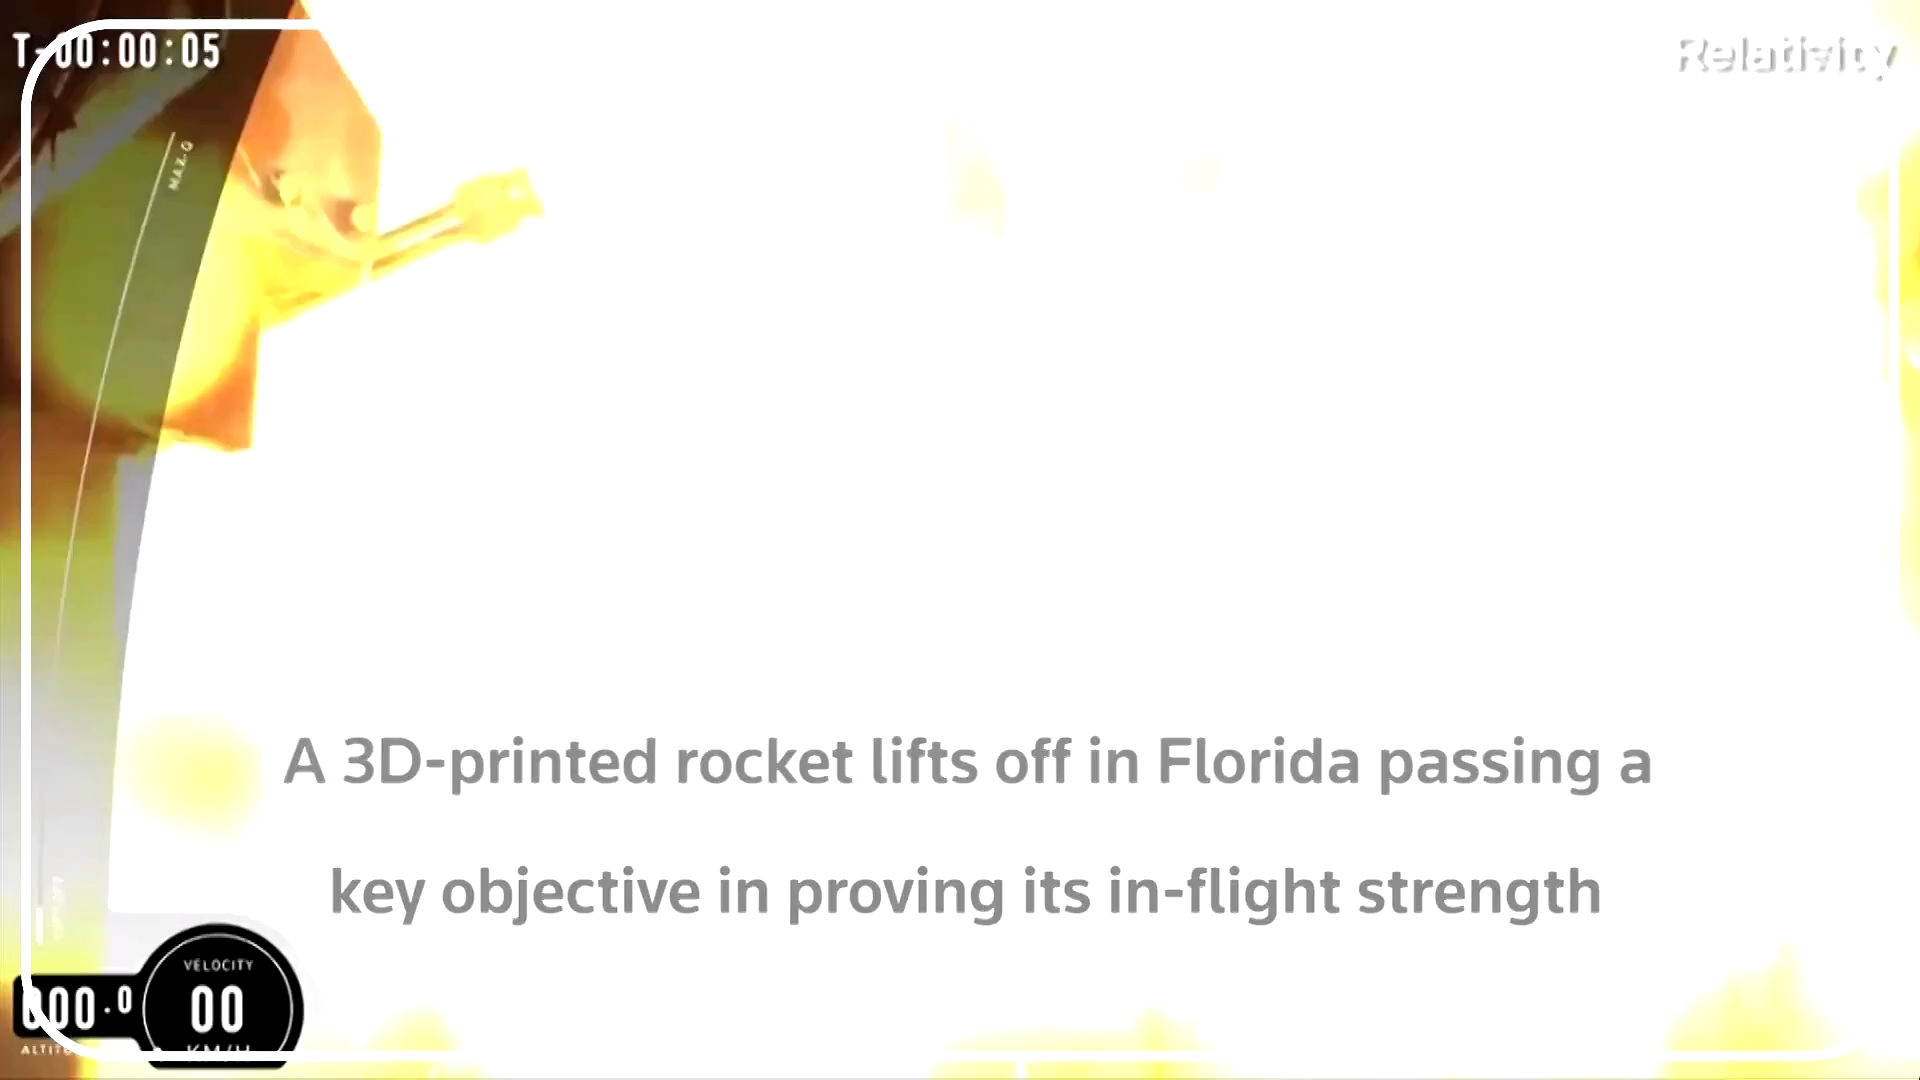 T-00:00:05
Relativity
MAX-Q
A 3D-printed rocket lifts off in Florida passing a
key objective in proving its in-flight strength
VELOCITY
00
KM/H
000.0